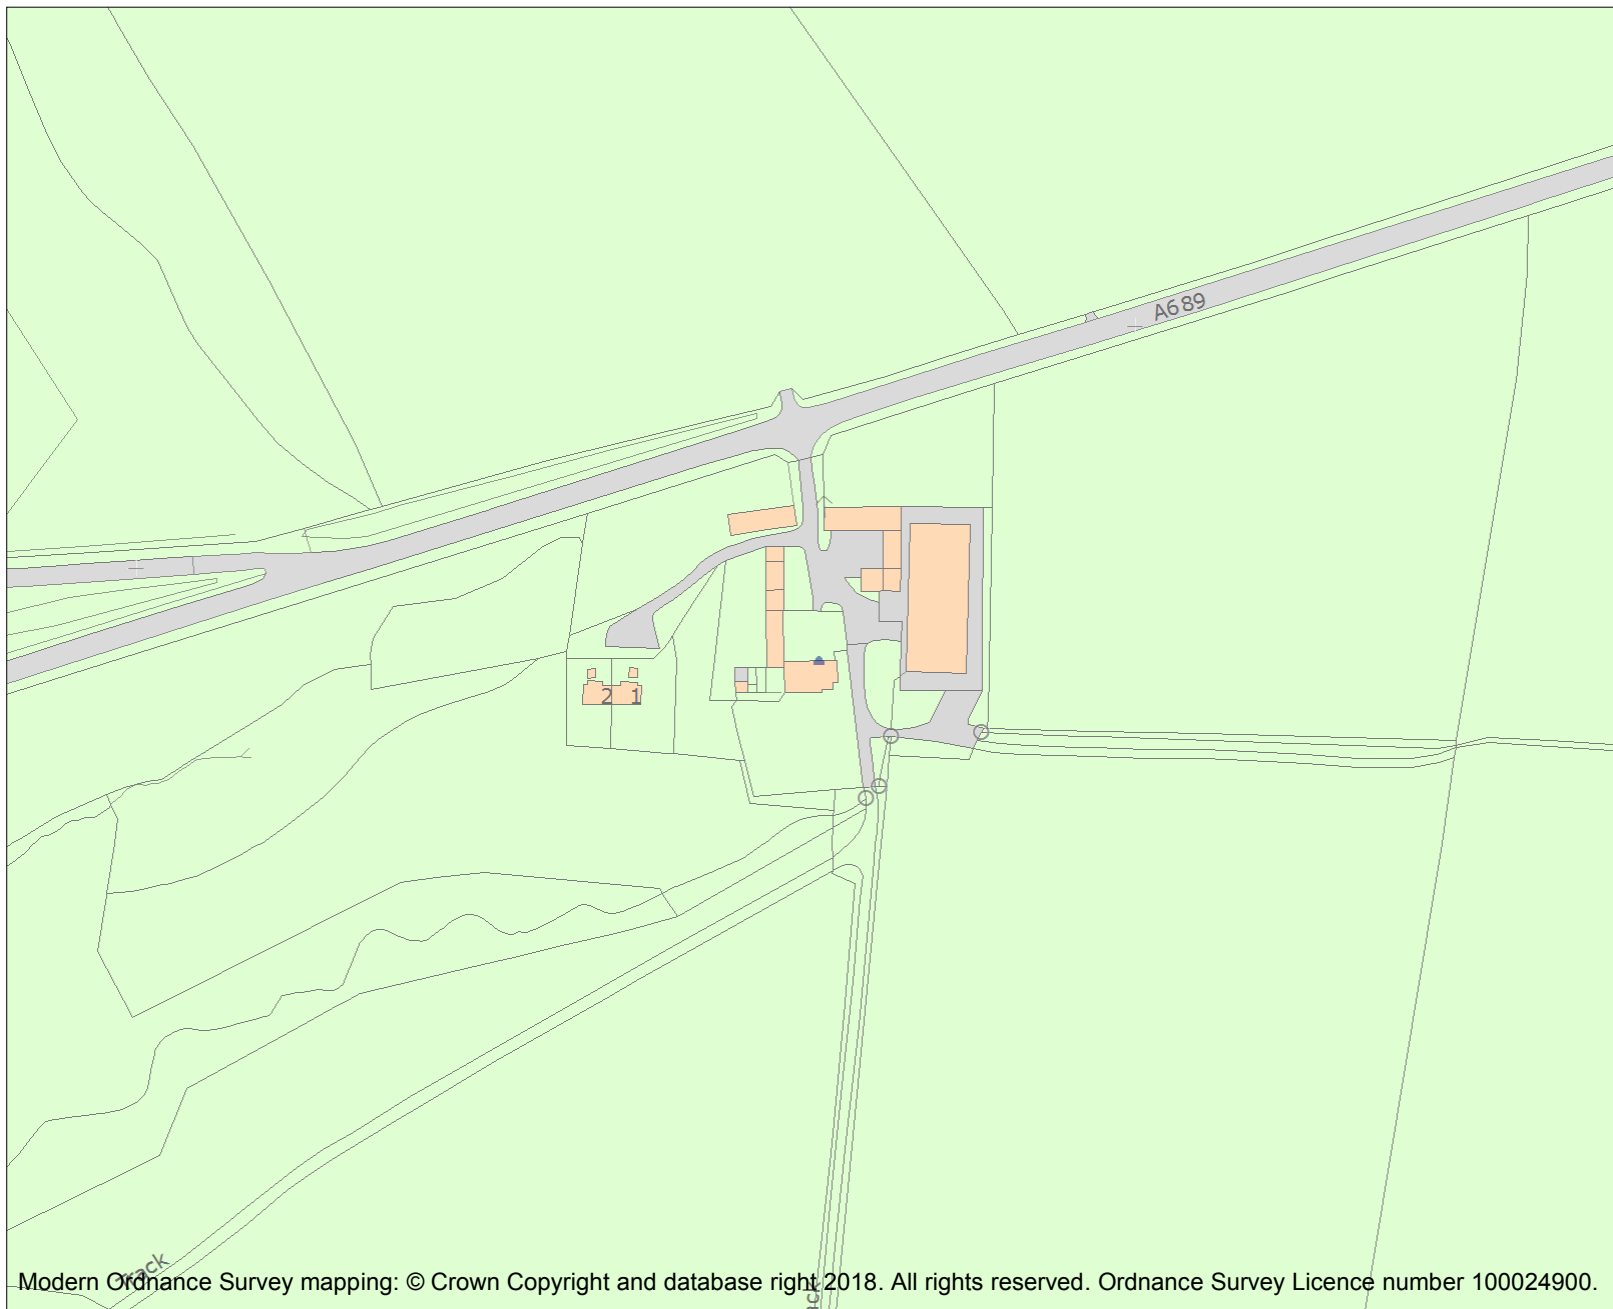 A689
2 1
Track
Modern Ordnance Survey mapping: © Crown Copyright and database right 2018. All rights reserved. Ordnance Survey Licence number 100024900.